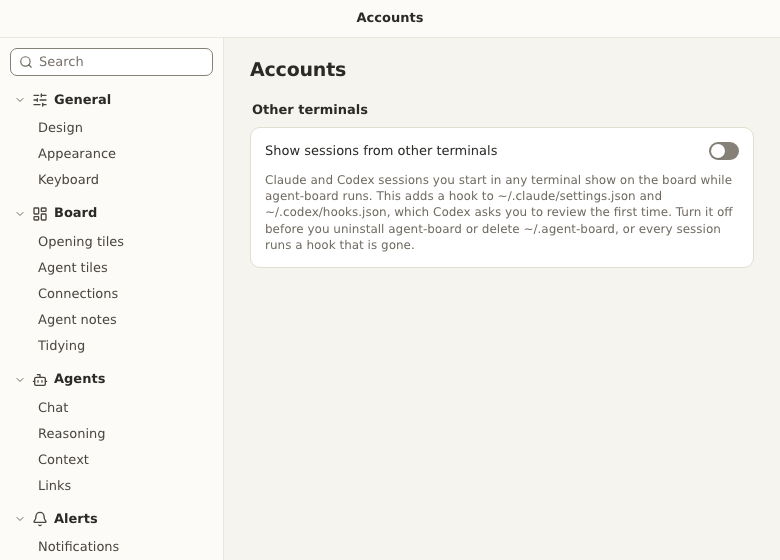 Accounts
Search
General
Design
Appearance
Keyboard
Board
Opening tiles
Agent tiles
Connections
Agent notes
Tidying
Agents
Chat
Reasoning
Context
Links
Alerts
Notifications
Accounts
Other terminals
Show sessions from other terminals
Claude and Codex sessions you start in any terminal show on the board while
agent-board runs. This adds a hook to ~/.claude/settings.json and
~/.codex/hooks.json, which Codex asks you to review the first time. Turn it off
before you uninstall agent-board or delete ~/.agent-board, or every session
runs a hook that is gone.